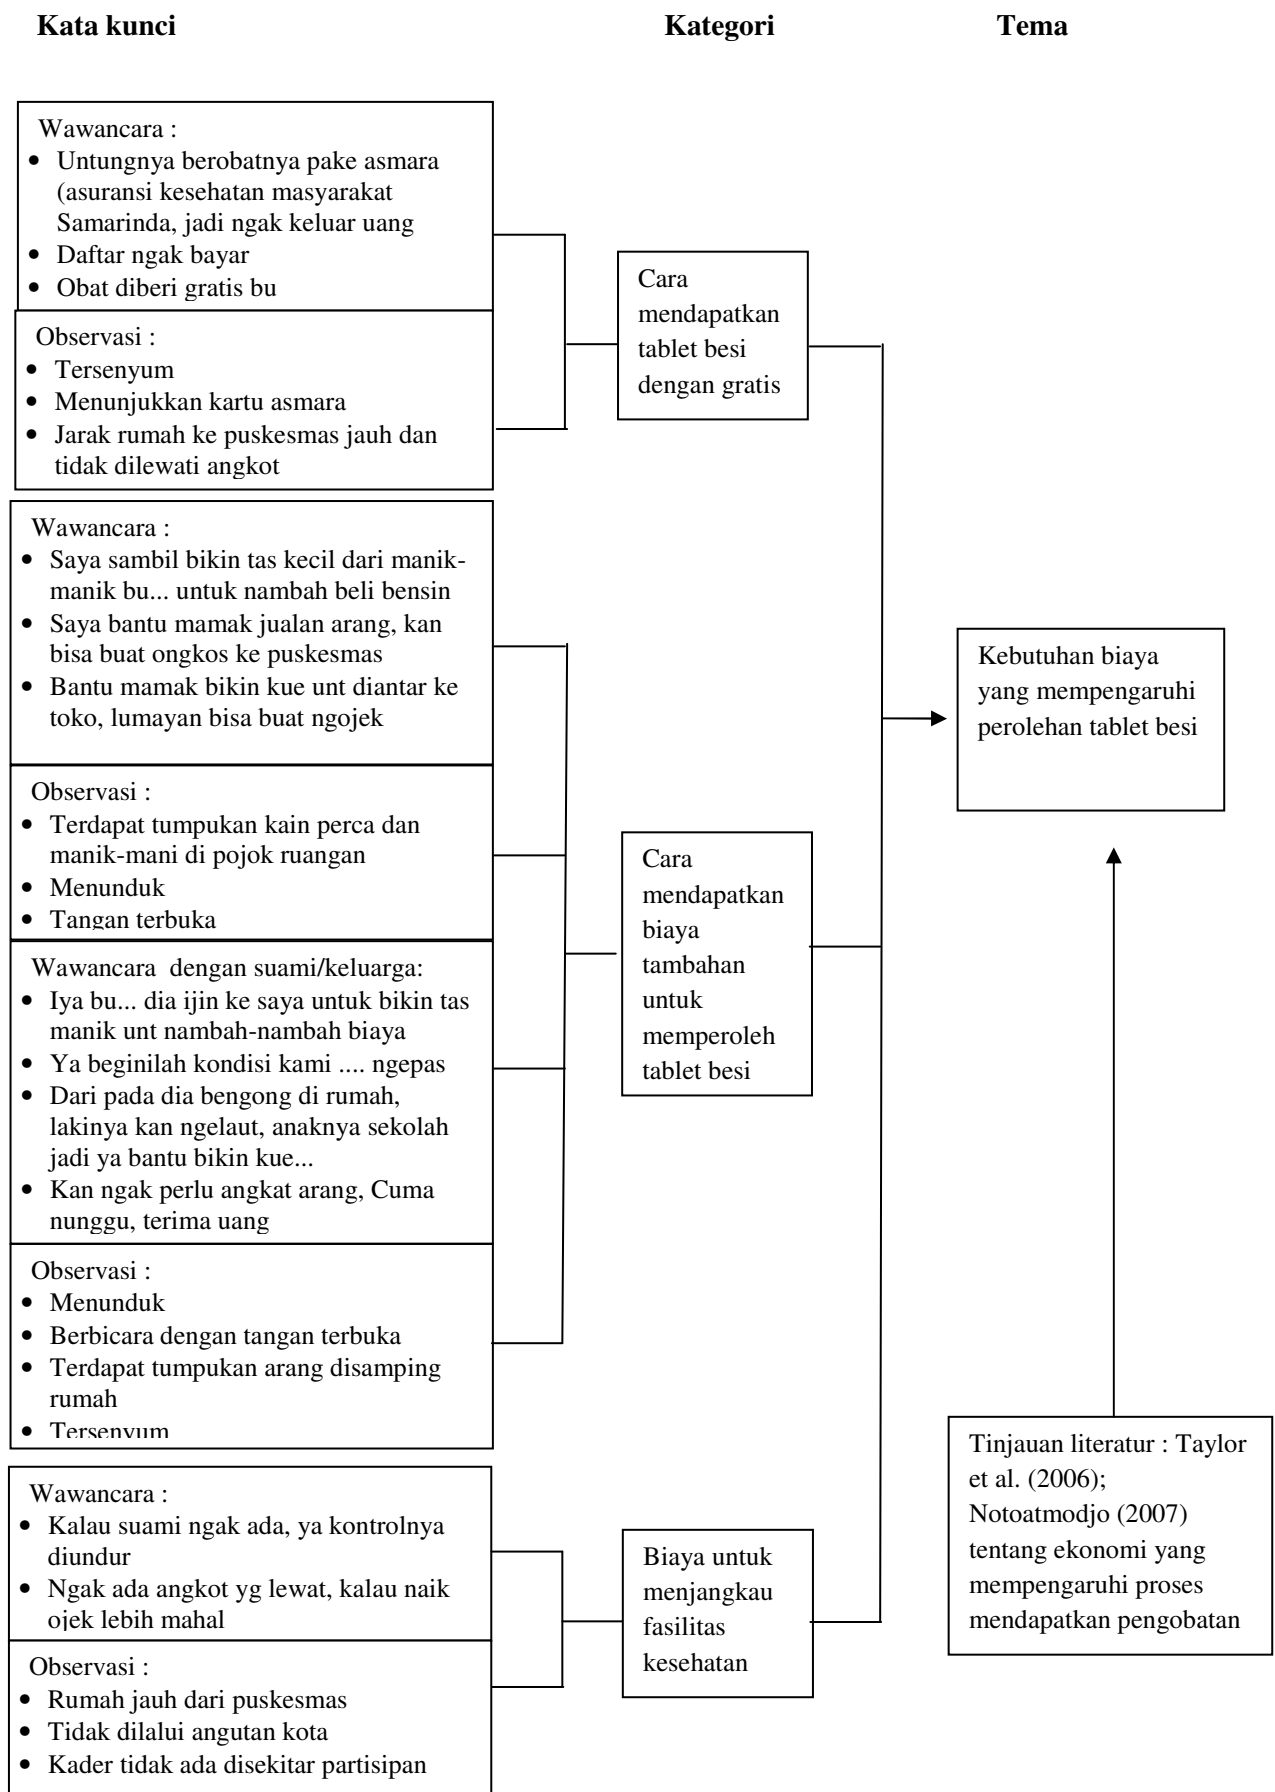 Kata kunci Kategori Tema
Wawancara :
• Untungnya berobatnya pake asmara
(asuransi kesehatan masyarakat
Samarinda, jadi ngak keluar uang
• Daftar ngak bayar
• Obat diberi gratis bu
Observasi :
• Tersenyum
• Menunjukkan kartu asmara
• Jarak rumah ke puskesmas jauh dan
tidak dilewati angkot
Cara
mendapatkan
tablet besi
dengan gratis
Wawancara :
• Saya sambil bikin tas kecil dari manik-
manik bu... untuk nambah beli bensin
• Saya bantu mamak jualan arang, kan
bisa buat ongkos ke puskesmas
• Bantu mamak bikin kue unt diantar ke
toko, lumayan bisa buat ngojek
Observasi :
• Terdapat tumpukan kain perca dan
manik-mani di pojok ruangan
• Menunduk
• Tangan terbuka
Wawancara  dengan suami/keluarga:
• Iya bu... dia ijin ke saya untuk bikin tas
manik unt nambah-nambah biaya
• Ya beginilah kondisi kami .... ngepas
• Dari pada dia bengong di rumah,
lakinya kan ngelaut, anaknya sekolah
jadi ya bantu bikin kue...
• Kan ngak perlu angkat arang, Cuma
nunggu, terima uang
Observasi :
• Menunduk
• Berbicara dengan tangan terbuka
• Terdapat tumpukan arang disamping
rumah
• Tersenyum
Cara
mendapatkan
biaya
tambahan
untuk
memperoleh
tablet besi
Wawancara :
• Kalau suami ngak ada, ya kontrolnya
diundur
• Ngak ada angkot yg lewat, kalau naik
ojek lebih mahal
Observasi :
• Rumah jauh dari puskesmas
• Tidak dilalui angutan kota
• Kader tidak ada disekitar partisipan
Biaya untuk
menjangkau
fasilitas
kesehatan
Kebutuhan biaya
yang mempengaruhi
perolehan tablet besi
Tinjauan literatur : Taylor
et al. (2006);
Notoatmodjo (2007)
tentang ekonomi yang
mempengaruhi proses
mendapatkan pengobatan